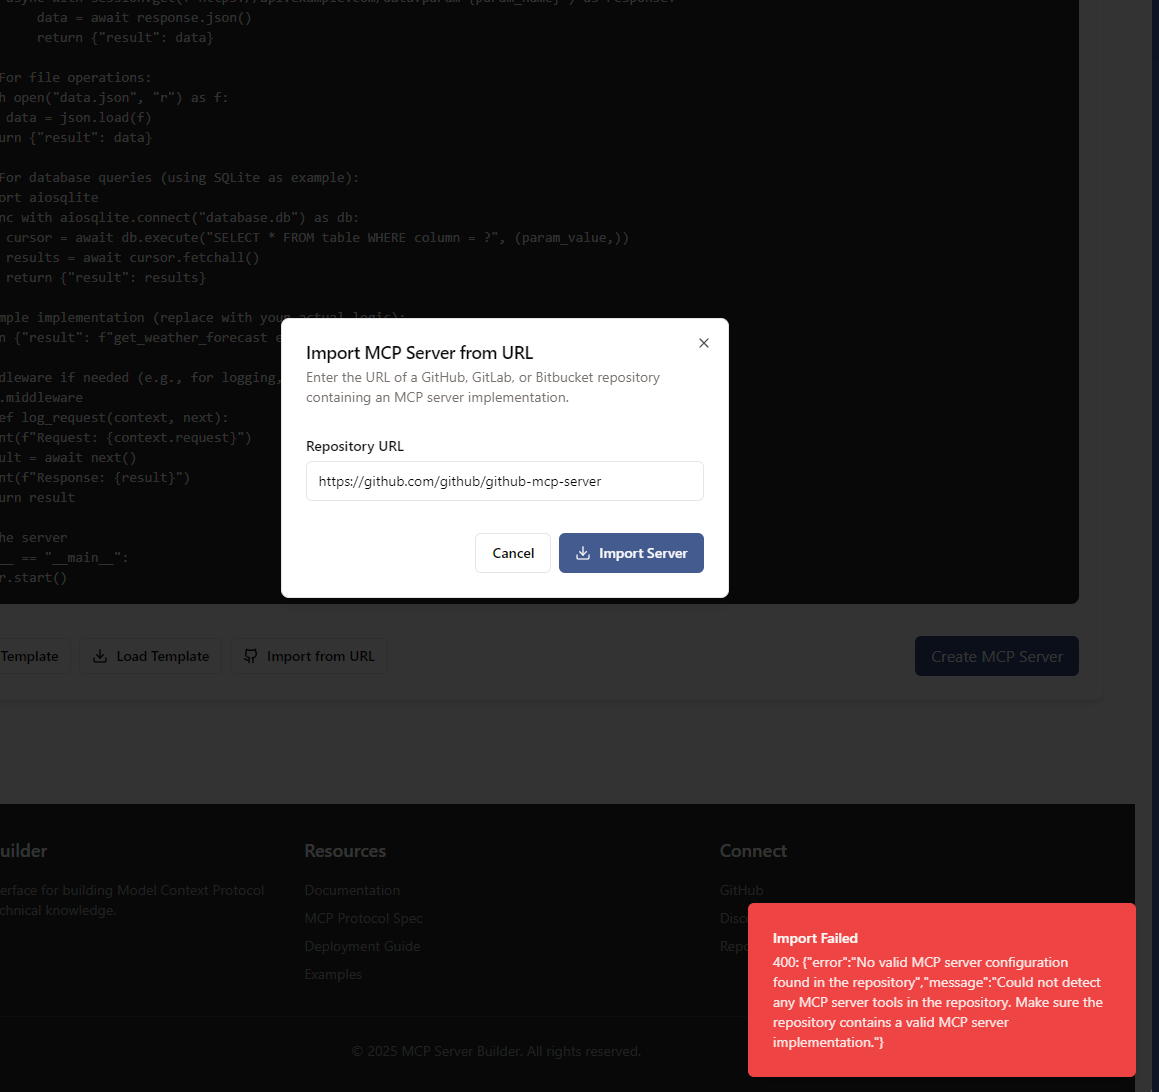 data = await response.json()
return {"result": data}
For file operations:
h open("data.json", "r") as f:
data = json.load(f)
urn {"result": data}
For database queries (using SQLite as example):
ort aiosqlite
nc with aiosqlite.connect("database.db") as db:
cursor = await db.execute("SELECT * FROM table WHERE column = ?", (param_value,))
results = await cursor.fetchall()
return {"result": results}
mple implementation (replace with your actual logic):
n {"result": f"get_weather_forecast e
dleware if needed (e.g., for logging,
.middleware
ef log_request(context, next):
nt(f"Request: {context.request}")
ult = await next()
nt(f"Response: {result}")
urn result
he server
__ == "__main__":
r.start()
Import MCP Server from URL
Enter the URL of a GitHub, GitLab, or Bitbucket repository
containing an MCP server implementation.
Repository URL
https://github.com/github/github-mcp-server
Cancel
Import Server
Template
Load Template
Import from URL
Create MCP Server
uilder
erface for building Model Context Protocol
chnical knowledge.
Resources
Documentation
MCP Protocol Spec
Deployment Guide
Examples
Connect
GitHub
Disc
Repo
© 2025 MCP Server Builder. All rights reserved.
Import Failed
400: {"error":"No valid MCP server configuration
found in the repository","message":"Could not detect
any MCP server tools in the repository. Make sure the
repository contains a valid MCP server
implementation."}